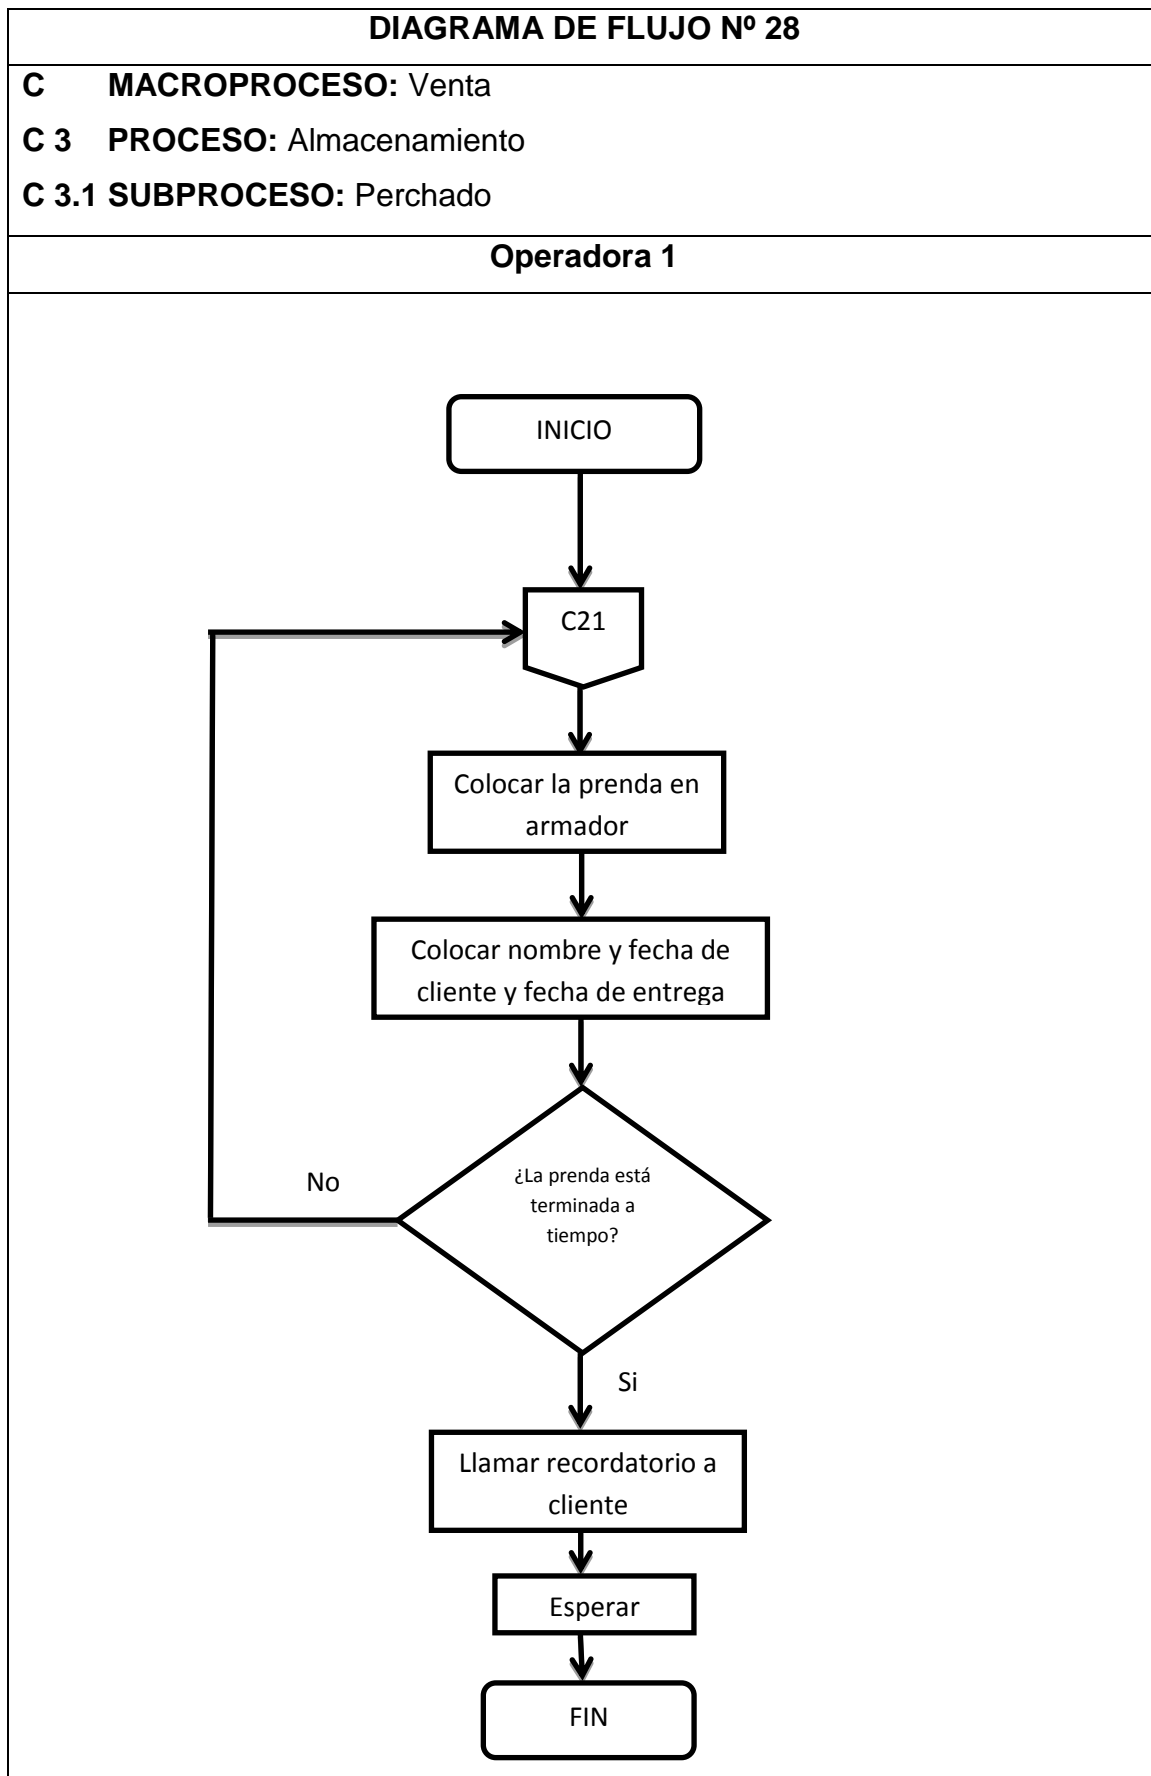 DIAGRAMA DE FLUJO Nº 28
C MACROPROCESO: Venta
C 3 PROCESO: Almacenamiento
C 3.1 SUBPROCESO: Perchado
Operadora 1
INICIO
C21
Colocar la prenda en
armador
Colocar nombre y fecha de
cliente y fecha de entrega
¿La prenda está
terminada a
tiempo?
No
Si
Llamar recordatorio a
cliente
Esperar
FIN